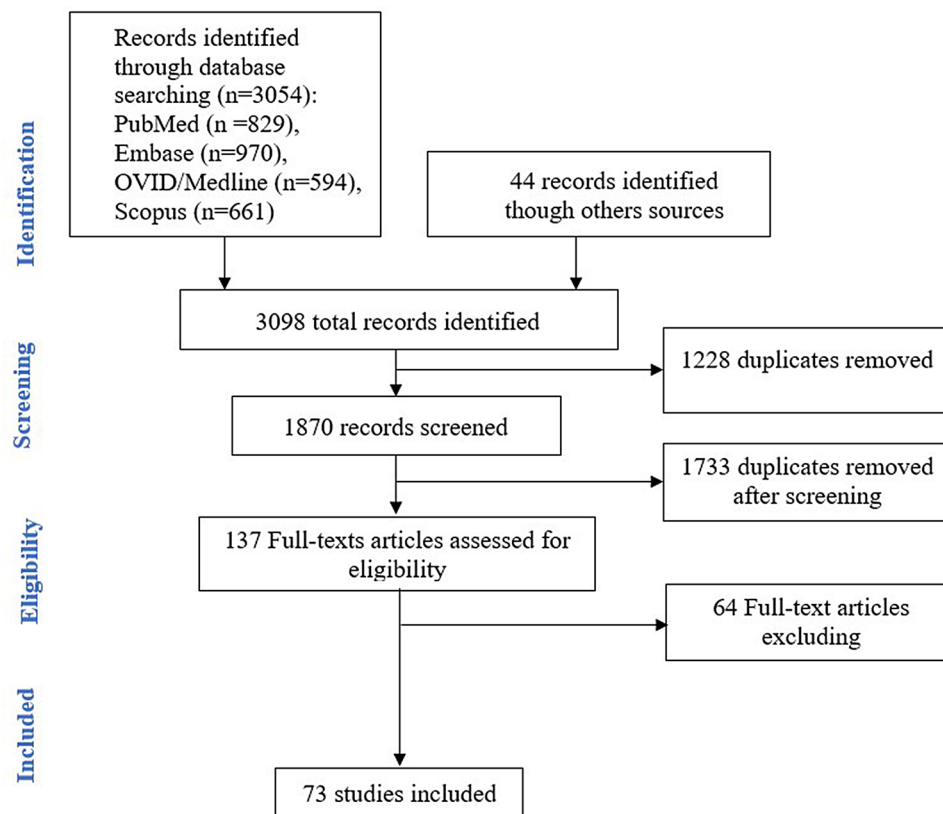 Identification
Records identified
through database
searching (n=3054):
PubMed (n =829),
Embase (n=970),
OVID/Medline (n=594),
Scopus (n=661)
44 records identified
though others sources
3098 total records identified
Screening
1228 duplicates removed
1870 records screened
1733 duplicates removed
after screening
Eligibility
137 Full-texts articles assessed for
eligibility
64 Full-text articles
excluding
Included
73 studies included